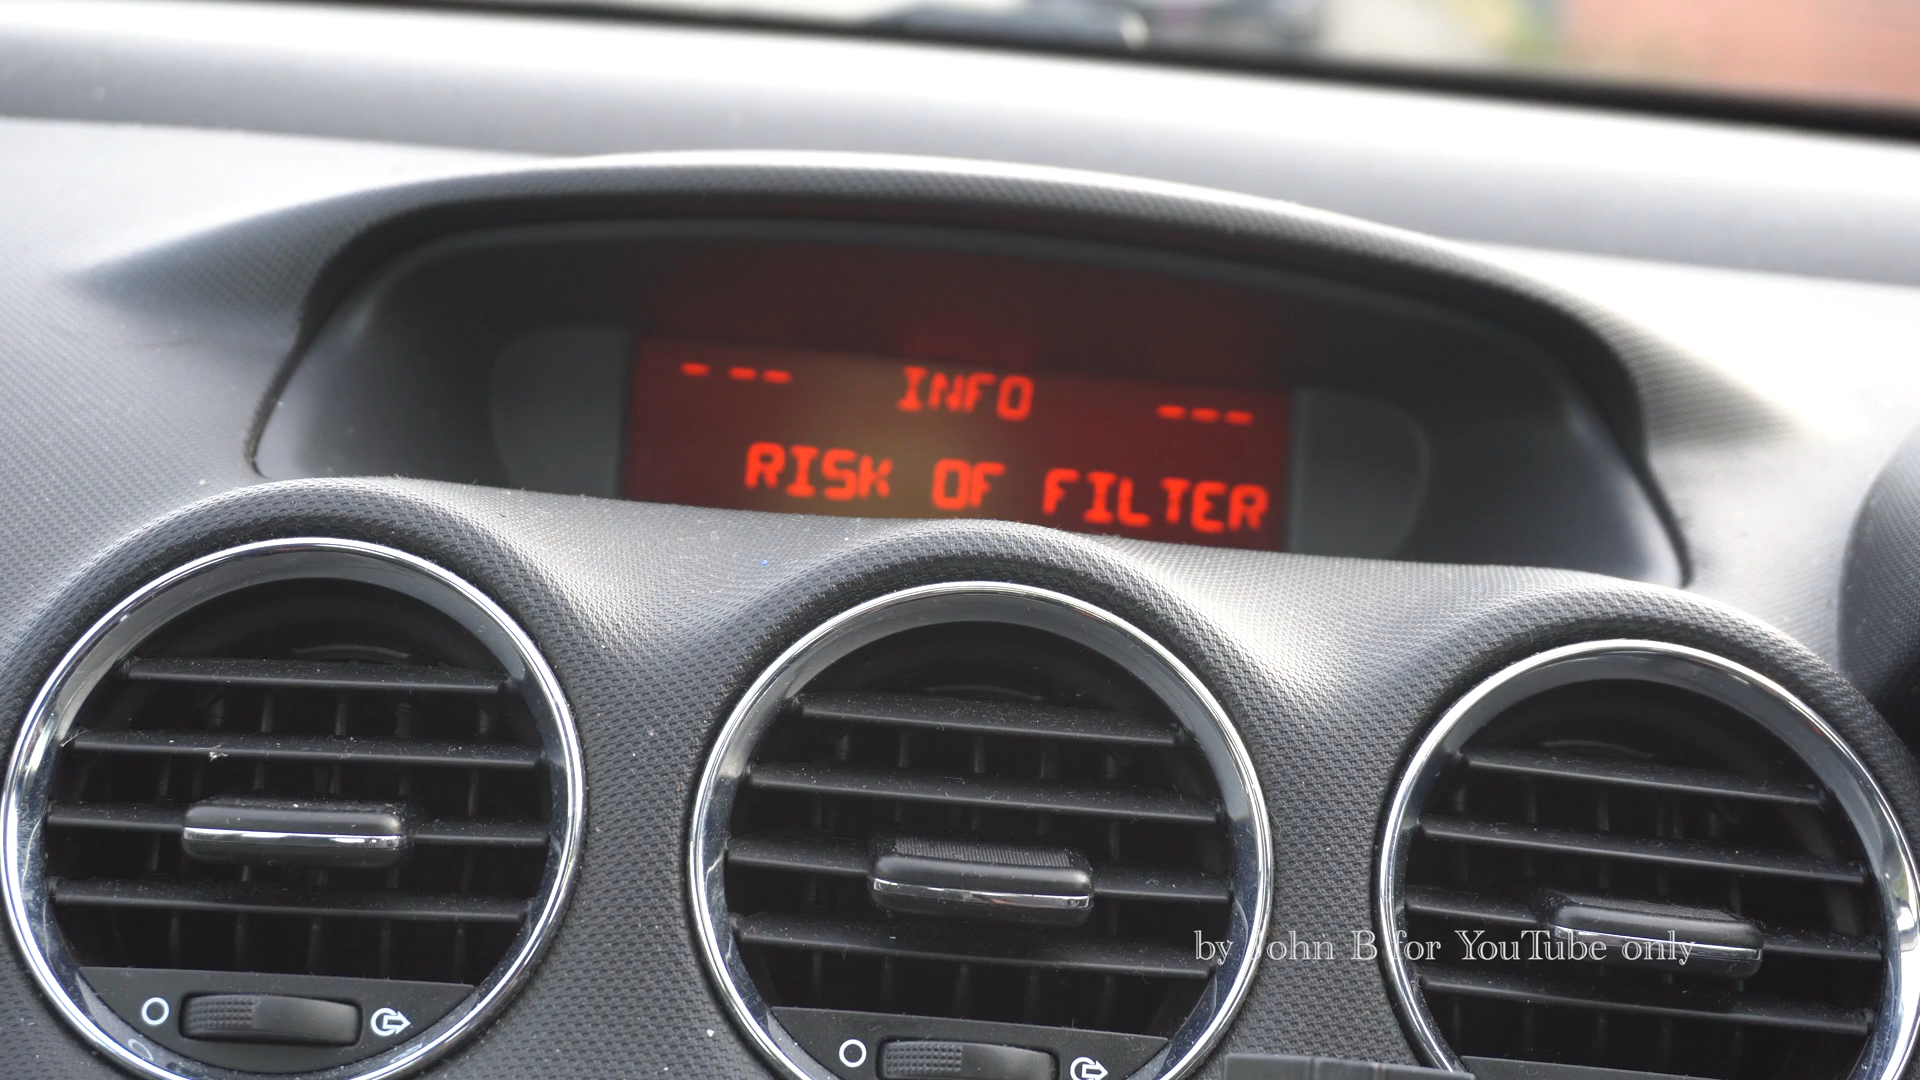 --- INFO ---
RISK OF FILTER
by John B for YouTube only